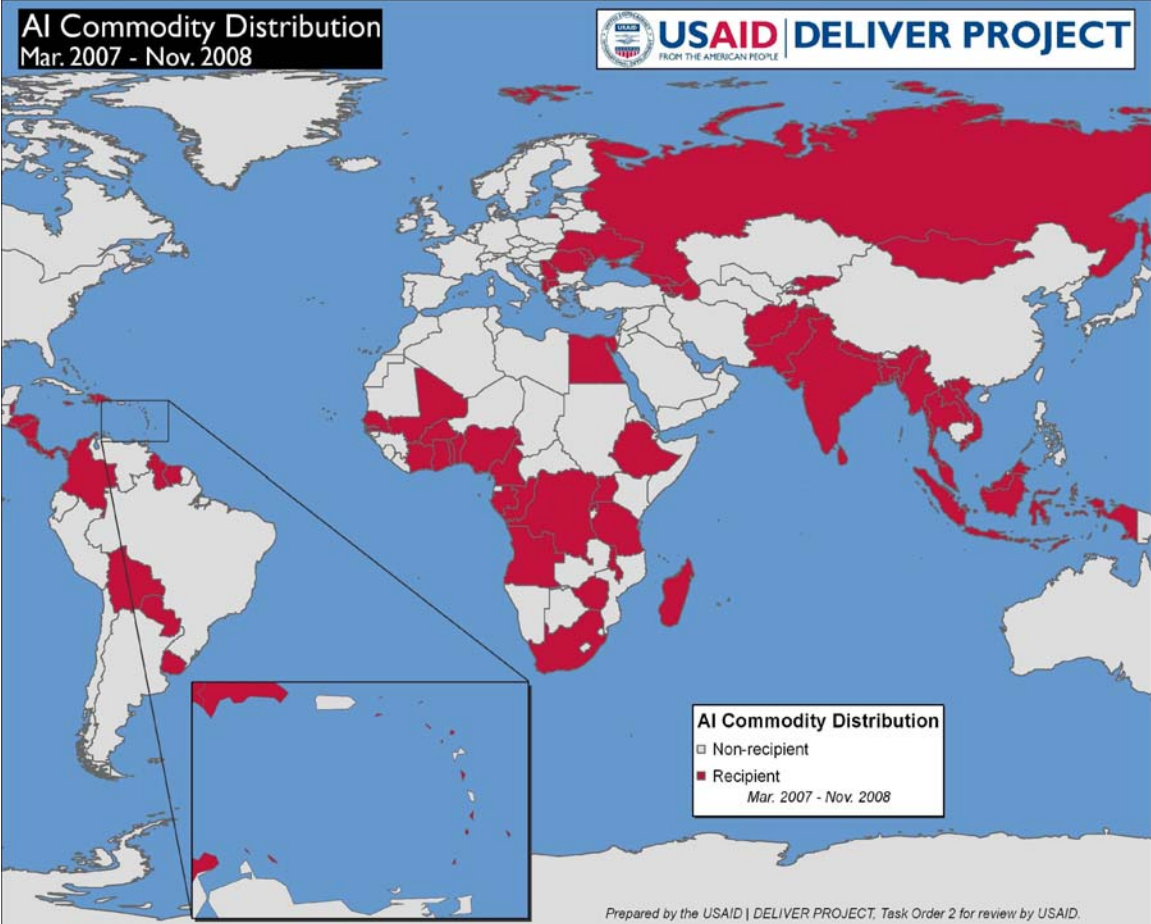 AI Commodity Distribution
Mar. 2007 - Nov. 2008
USAID
USAID | DELIVER PROJECT
FROM THE AMERICAN PEOPLE
AI Commodity Distribution
Non-recipient
Recipient
Mar. 2007 - Nov. 2008
Prepared by the USAID | DELIVER PROJECT, Task Order 2 for review by USAID.